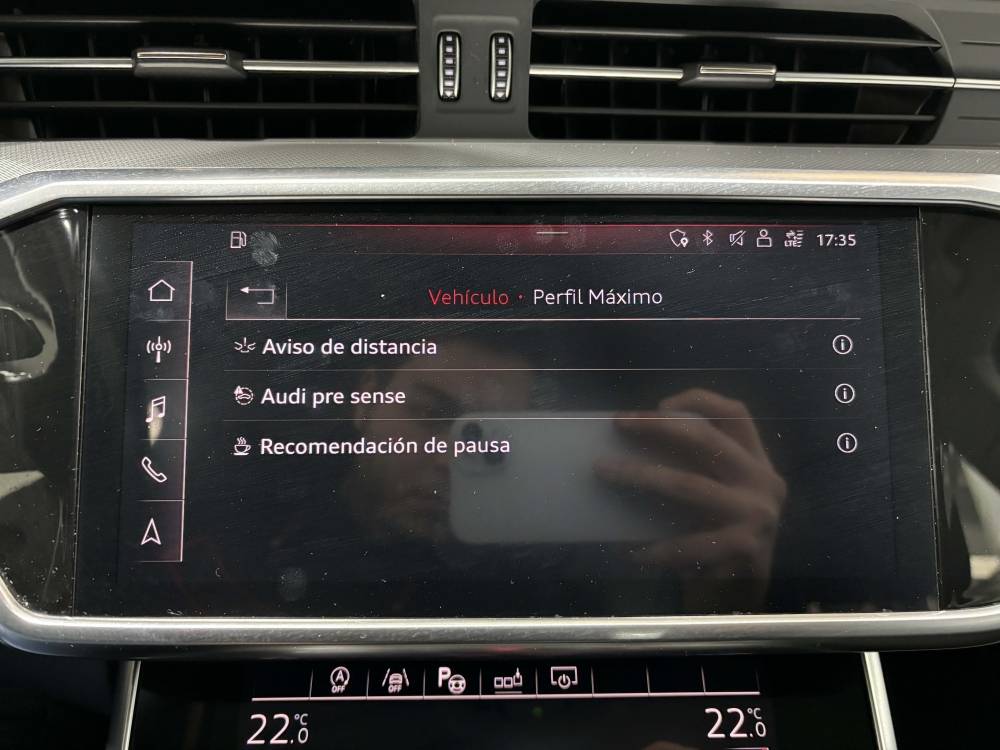 LTE 17:35
Vehículo · Perfil Máximo
Aviso de distancia
Audi pre sense
Recomendación de pausa
A OFF OFF P
22.0 °C 22.0 °C